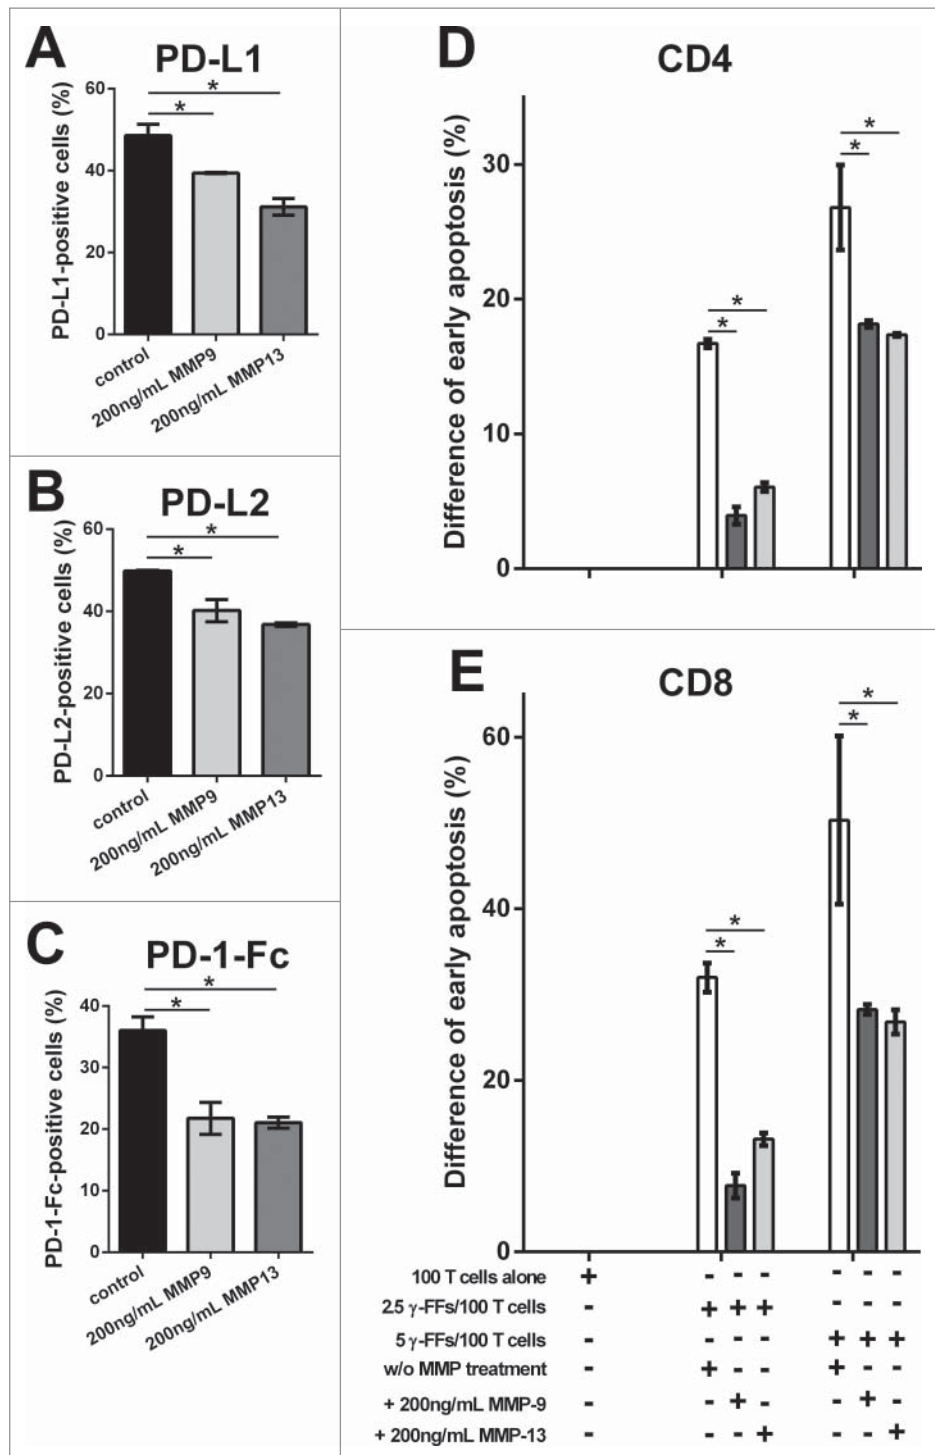 A
PD-L1
PD-L1-positive cells (%)
60
40
20
0
*
*
control
200ng/mL MMP9
200ng/mL MMP13
B
PD-L2
PD-L2-positive cells (%)
60
40
20
0
*
*
control
200ng/mL MMP9
200ng/mL MMP13
C
PD-1-Fc
PD-1-Fc-positive cells (%)
40
30
20
10
0
*
*
control
200ng/mL MMP9
200ng/mL MMP13
D
CD4
Difference of early apoptosis (%)
30
20
10
0
*
*
*
*
E
CD8
Difference of early apoptosis (%)
60
40
20
0
*
*
*
*
100 T cells alone + - - - - - -
2.5 γ-FFs/100 T cells - + + + - - -
5 γ-FFs/100 T cells - - - - + + +
w/o MMP treatment - + - - + - -
+ 200ng/mL MMP-9 - - + - - + -
+ 200ng/mL MMP-13 - - - + - - +